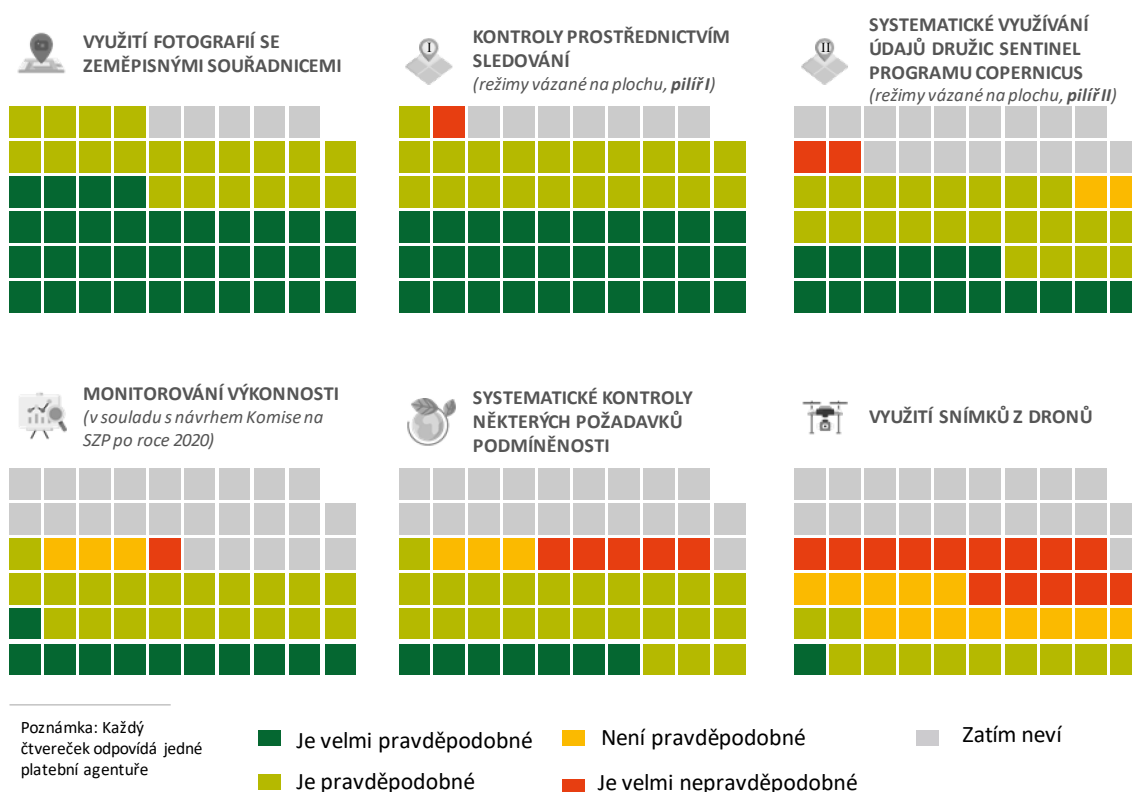 VYUŽITÍ FOTOGRAFIÍ SE
ZEMĚPISNÝMI SOUŘADNICEMI
I
KONTROLY PROSTŘEDNICTVÍM
SLEDOVÁNÍ
(režimy vázané na plochu, pilíř I)
II
SYSTEMATICKÉ VYUŽÍVÁNÍ
ÚDAJŮ DRUŽIC SENTINEL
PROGRAMU COPERNICUS
(režimy vázané na plochu, pilíř II)
MONITOROVÁNÍ VÝKONNOSTI
(v souladu s návrhem Komise na
SZP po roce 2020)
SYSTEMATICKÉ KONTROLY
NĚKTERÝCH POŽADAVKŮ
PODMÍNĚNOSTI
VYUŽITÍ SNÍMKŮ Z DRONŮ
Poznámka: Každý
čtvereček odpovídá jedné
platební agentuře
Je velmi pravděpodobné
Je pravděpodobné
Není pravděpodobné
Je velmi nepravděpodobné
Zatím neví